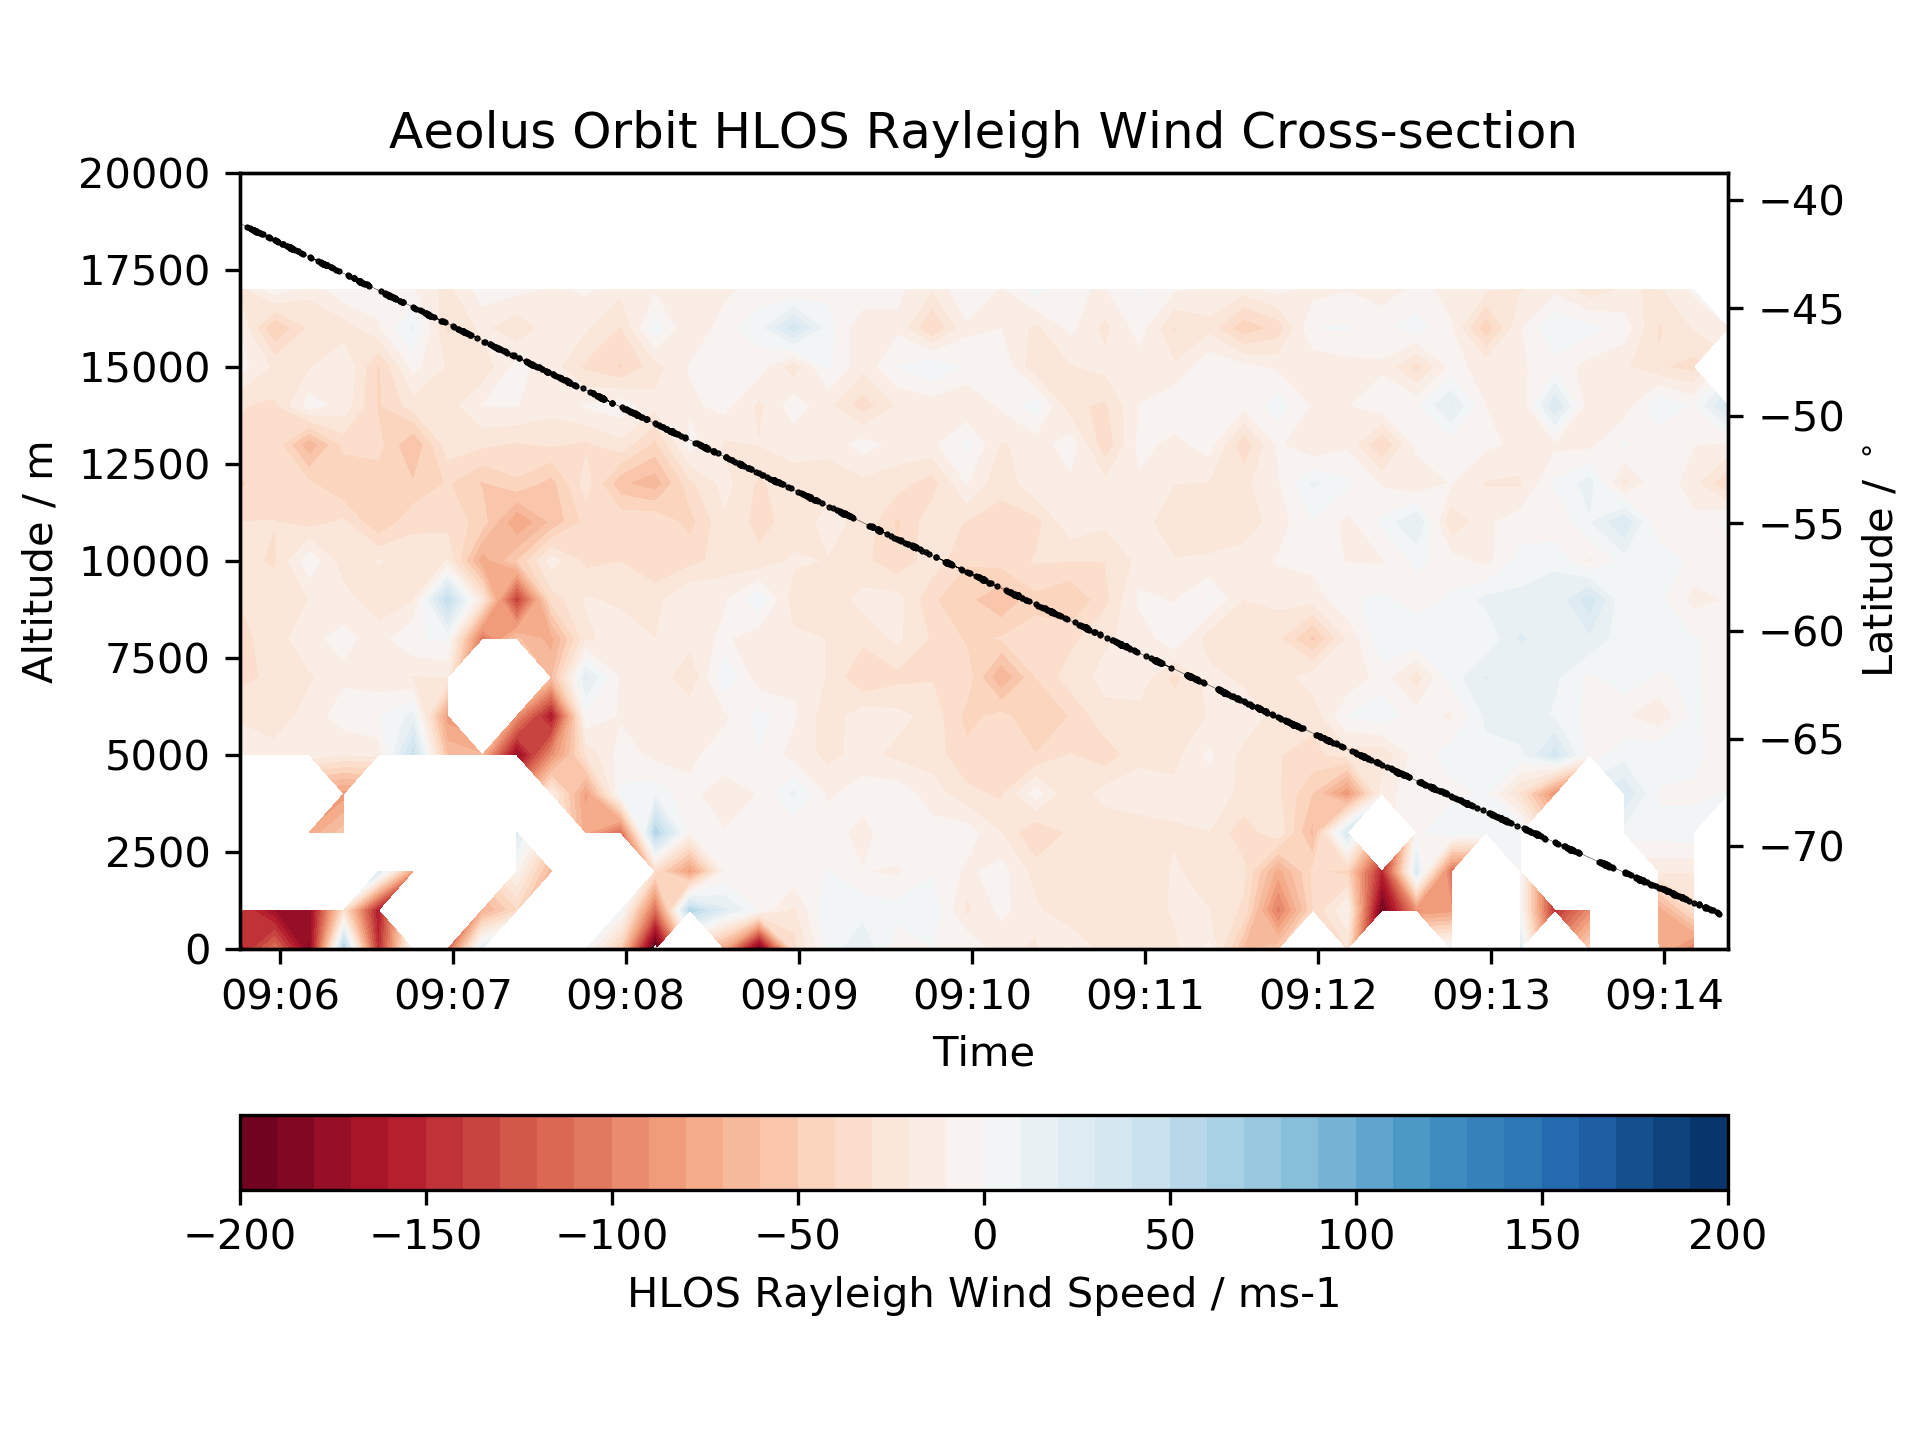 Aeolus Orbit HLOS Rayleigh Wind Cross-section
20000
17500
15000
12500
10000
7500
5000
2500
0
Altitude / m
−40
−45
−50
−55
−60
−65
−70
Latitude / °
09:06 09:07 09:08 09:09 09:10 09:11 09:12 09:13 09:14
Time
−200 −150 −100 −50 0 50 100 150 200
HLOS Rayleigh Wind Speed / ms-1